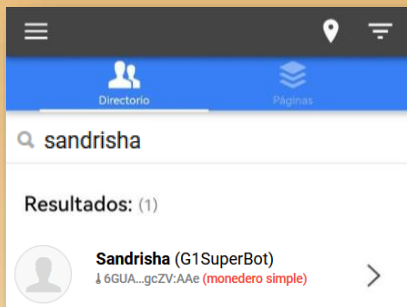 Directorio
Páginas
sandrisha
Resultados: (1)
Sandrisha (G1SuperBot)
6GUA...gcZV:AAe (monedero simple)